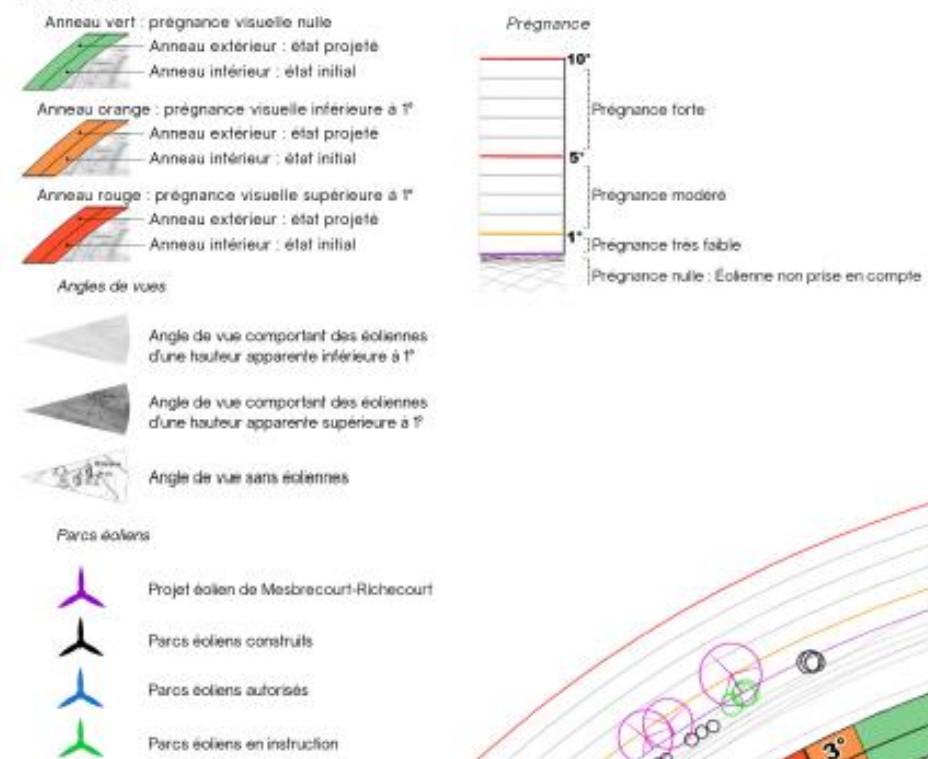 Anneau vert : prégnance visuelle nulle
Anneau extérieur : état projeté
Anneau intérieur : état initial
Anneau orange : prégnance visuelle inférieure à 1°
Anneau extérieur : état projeté
Anneau intérieur : état initial
Anneau rouge : prégnance visuelle supérieure à 1°
Anneau extérieur : état projeté
Anneau intérieur : état initial
Angles de vues
Angle de vue comportant des éoliennes
d'une hauteur apparente inférieure à 1°
Angle de vue comportant des éoliennes
d'une hauteur apparente supérieure à 1°
Angle de vue sans éoliennes
Parcs éoliens
Projet éolien de Mesbrecourt-Richecourt
Parcs éoliens construits
Parcs éoliens autorisés
Parcs éoliens en instruction
Prégnance
10°
Prégnance forte
5°
Prégnance modéré
1°
Prégnance très faible
Prégnance nulle : Éolienne non prise en compte
3°